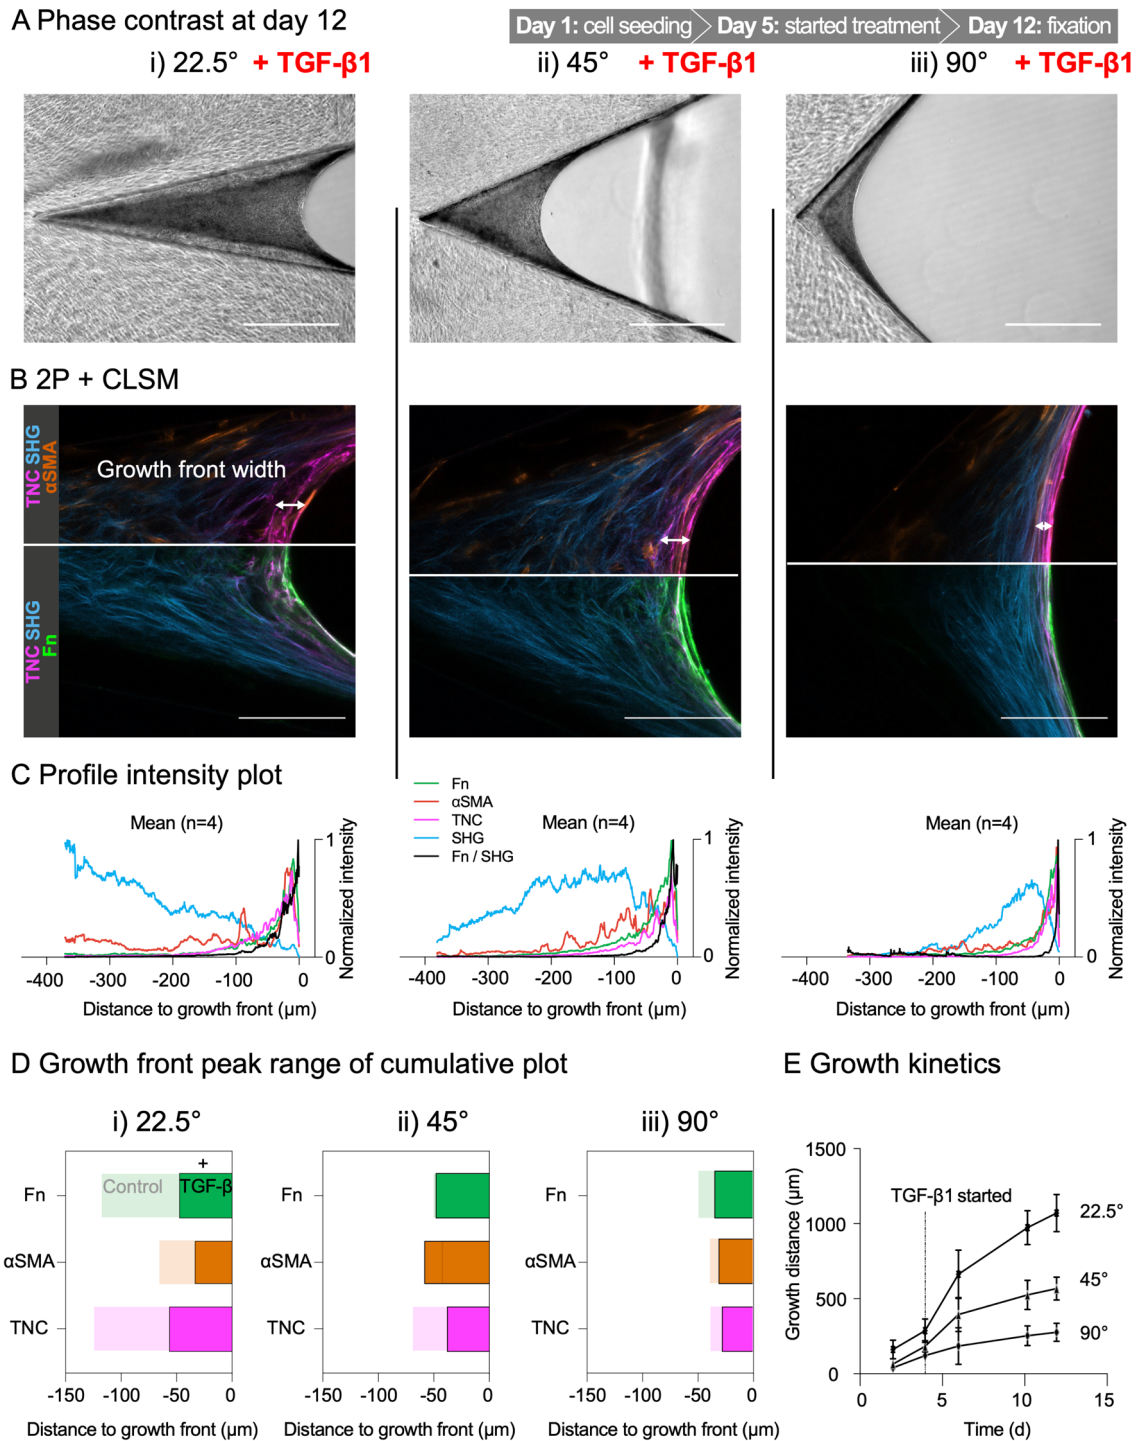 A Phase contrast at day 12
Day 1: cell seeding Day 5: started treatment Day 12: fixation
i) 22.5° + TGF-β1
ii) 45° + TGF-β1
iii) 90° + TGF-β1
B 2P + CLSM
TNC SHG
αSMA
Growth front width
TNC SHG
Fn
C Profile intensity plot
Mean (n=4)
1
Normalized intensity
0
-400 -300 -200 -100 0
Distance to growth front (µm)
Fn
αSMA
TNC
SHG
Fn / SHG
Mean (n=4)
1
Normalized intensity
0
-400 -300 -200 -100 0
Distance to growth front (µm)
Mean (n=4)
1
Normalized intensity
0
-400 -300 -200 -100 0
Distance to growth front (µm)
D Growth front peak range of cumulative plot
i) 22.5°
+
Fn
Control TGF-β
αSMA
TNC
-150 -100 -50 0
Distance to growth front (µm)
ii) 45°
Fn
αSMA
TNC
-150 -100 -50 0
Distance to growth front (µm)
iii) 90°
Fn
αSMA
TNC
-150 -100 -50 0
Distance to growth front (µm)
E Growth kinetics
1500
1000
500
0
Growth distance (µm)
TGF-β1 started
22.5°
45°
90°
0 5 10 15
Time (d)